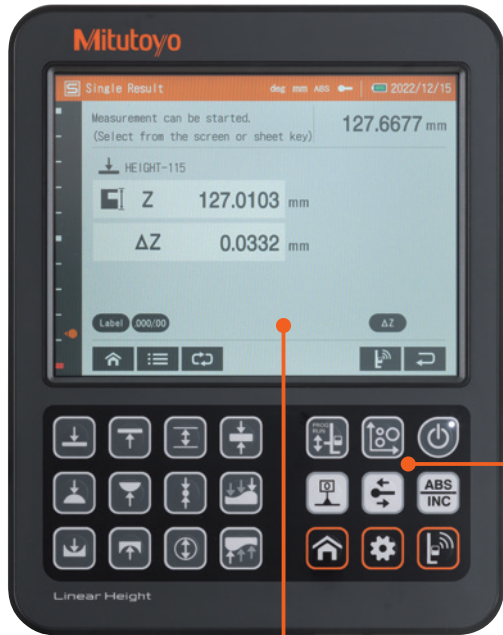 Mitutoyo
S Single Result deg mm ABS 2022/12/15
Measurement can be started.
(Select from the screen or sheet key)
127.6677 mm
HEIGHT-115
Z 127.0103 mm
ΔZ 0.0332 mm
Label .000/00 ΔZ
PROG
RUN
ABS
INC
Linear Height